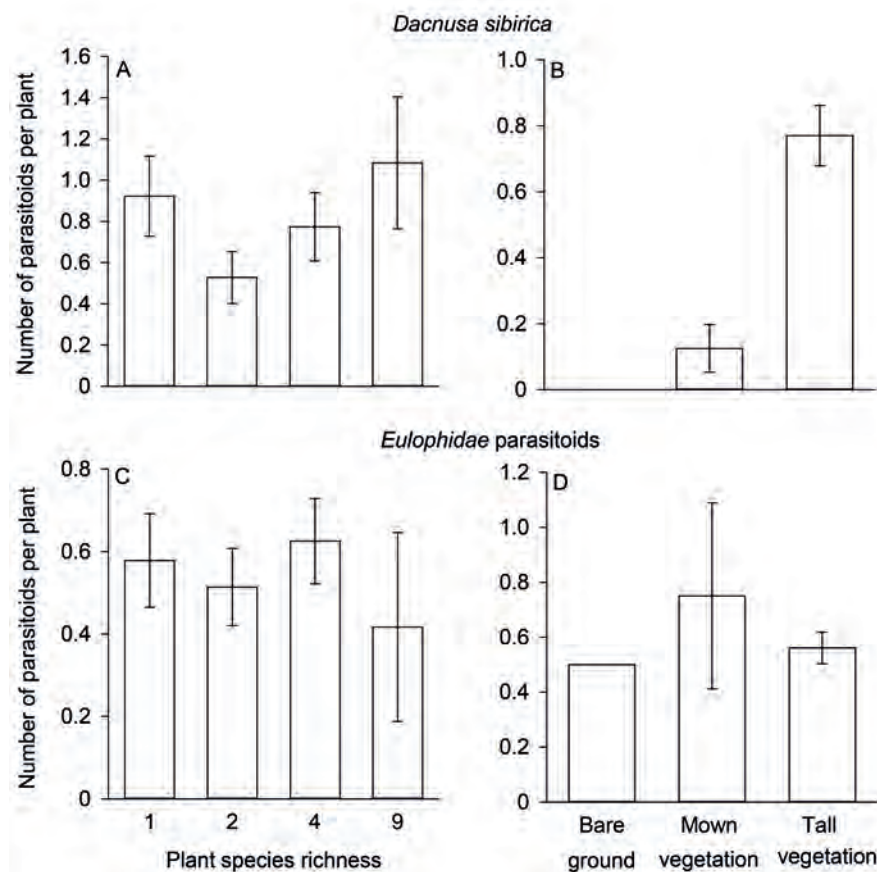 Dacnusa sibirica
A
B
Number of parasitoids per plant
1.6
1.4
1.2
1.0
0.8
0.6
0.4
0.2
0
1.0
0.8
0.6
0.4
0.2
0
Eulophidae parasitoids
C
D
Number of parasitoids per plant
0.8
0.6
0.4
0.2
0
1.2
1.0
0.8
0.6
0.4
0.2
0
1 2 4 9
Plant species richness
Bare Mown Tall
ground vegetation vegetation